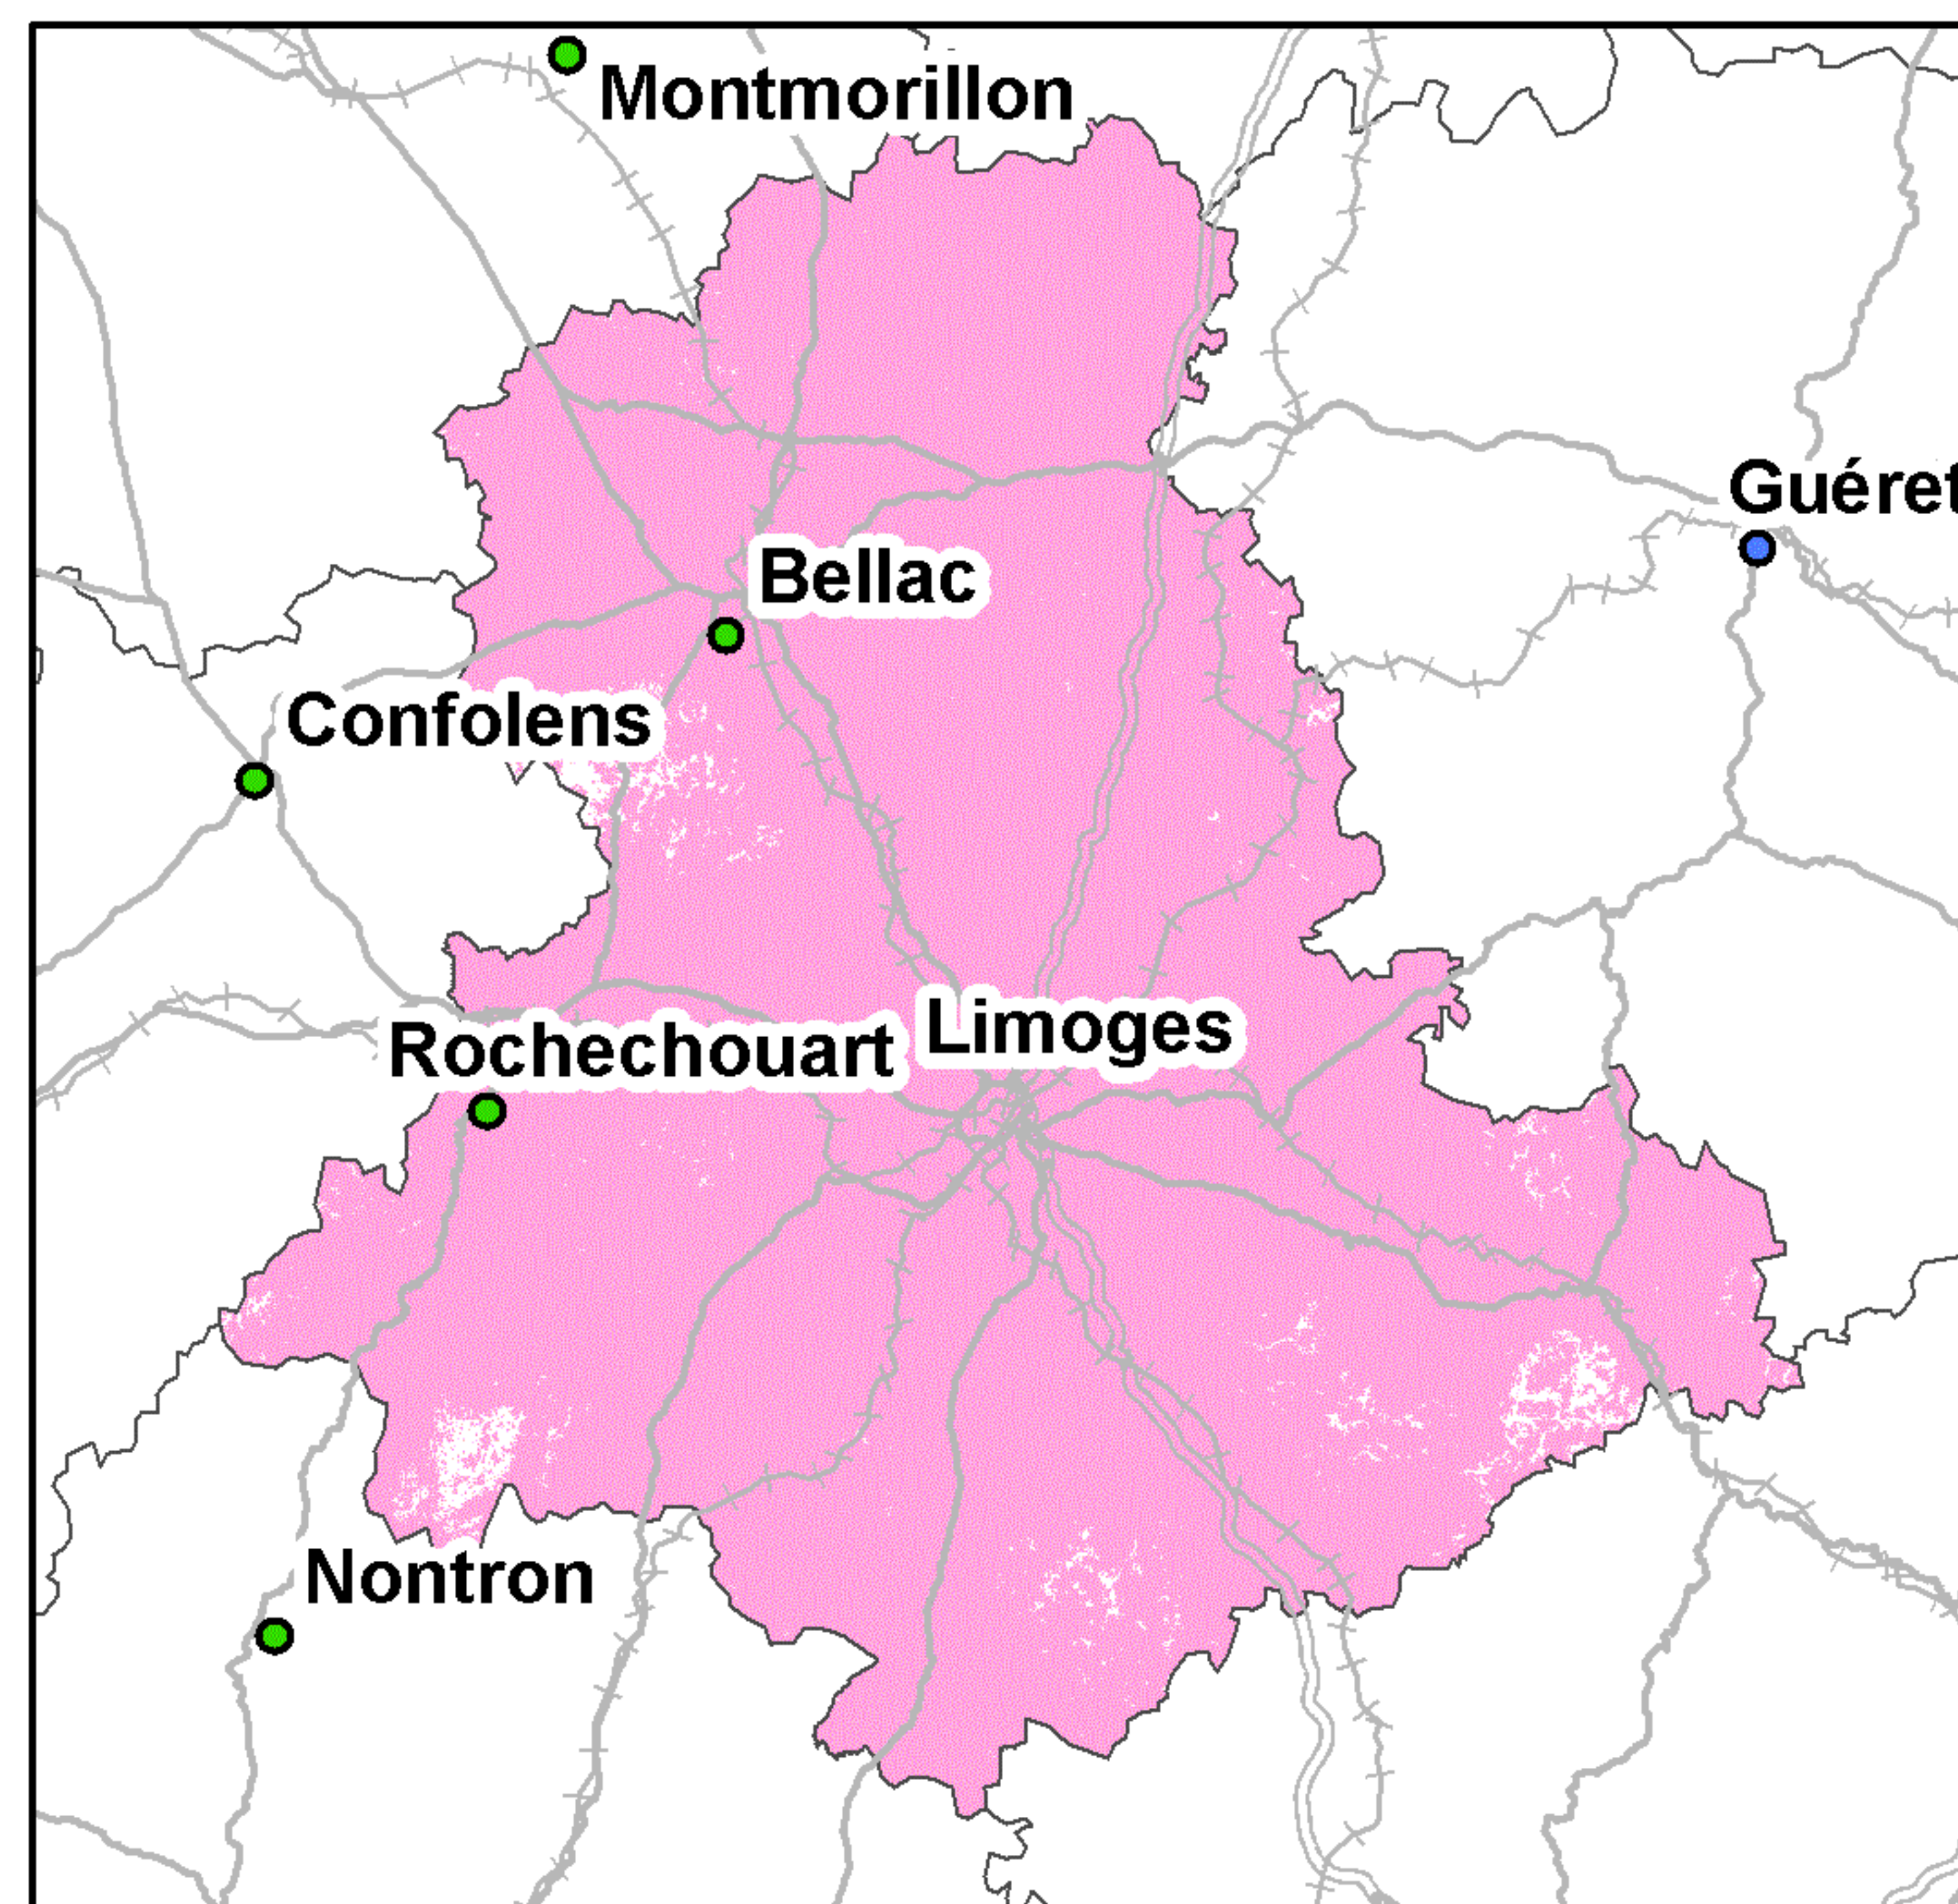 Montmorillon
Guéret
Bellac
Confolens
Limoges
Rochechouart
Nontron